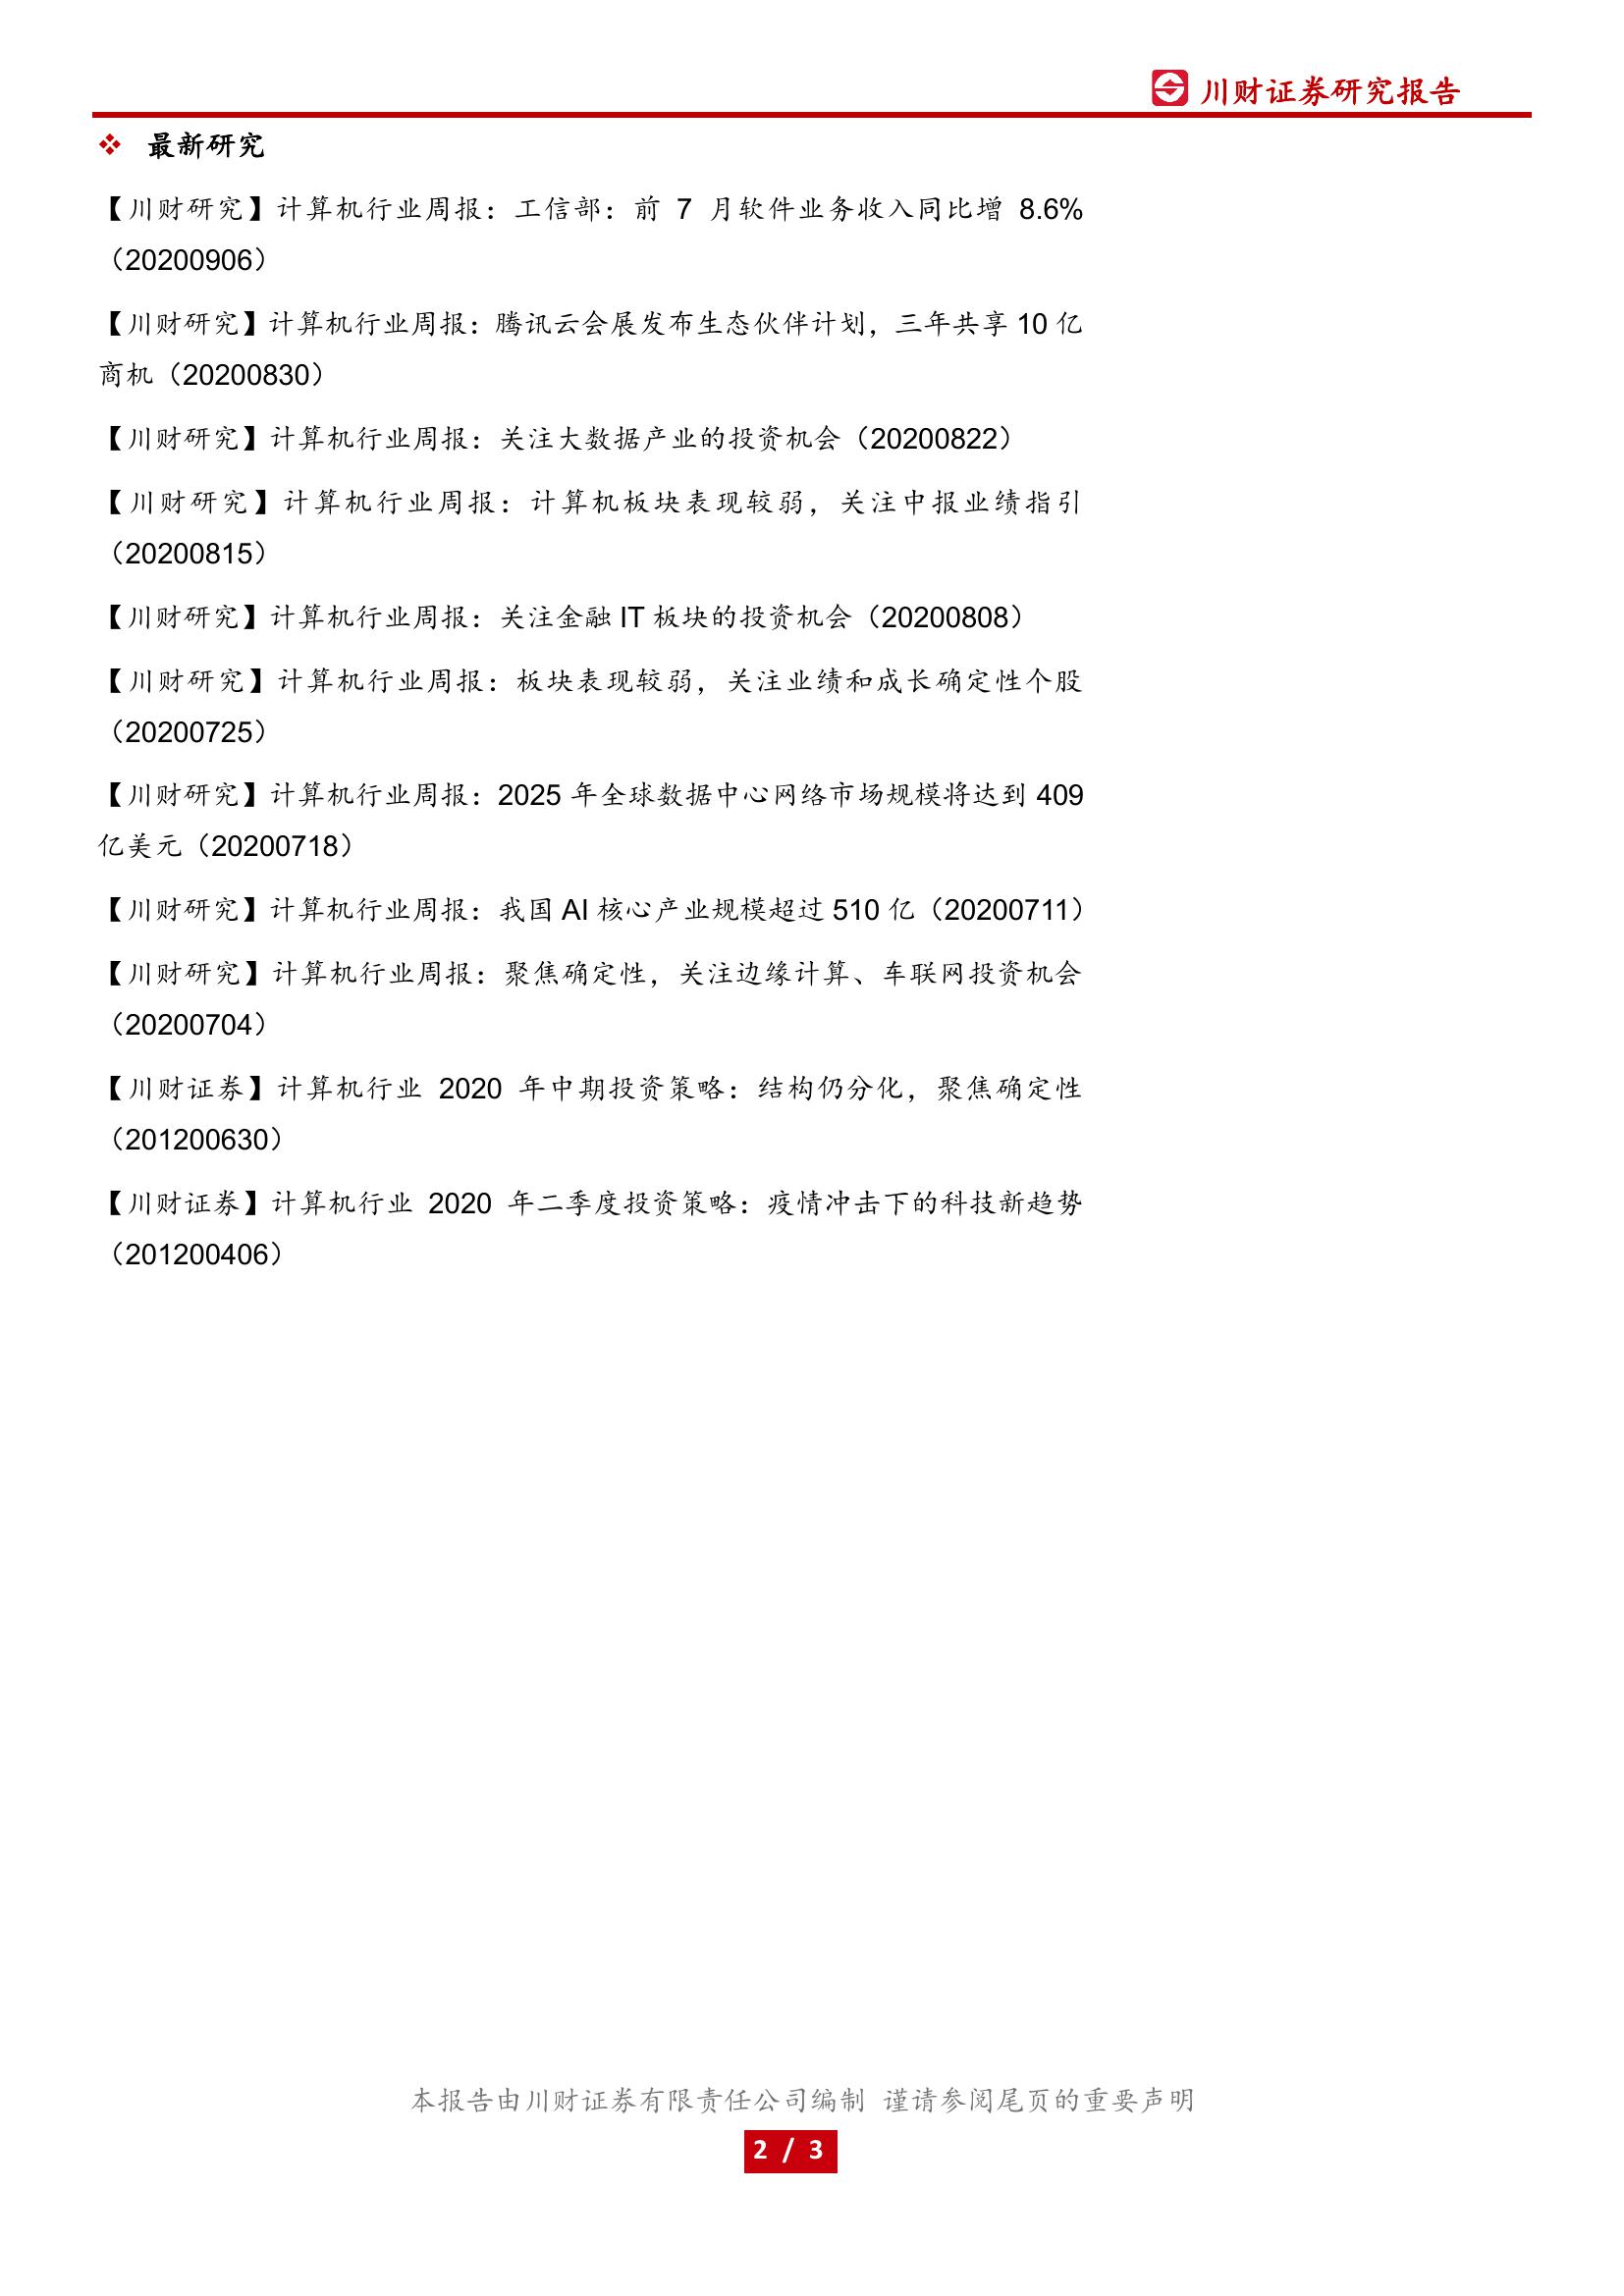 川财证券研究报告
❖ 最新研究
【川财研究】计算机行业周报：工信部：前 7 月软件业务收入同比增 8.6%
（20200906）
【川财研究】计算机行业周报：腾讯云会展发布生态伙伴计划，三年共享 10 亿
商机（20200830）
【川财研究】计算机行业周报：关注大数据产业的投资机会（20200822）
【川财研究】计算机行业周报：计算机板块表现较弱，关注中报业绩指引
（20200815）
【川财研究】计算机行业周报：关注金融 IT 板块的投资机会（20200808）
【川财研究】计算机行业周报：板块表现较弱，关注业绩和成长确定性个股
（20200725）
【川财研究】计算机行业周报：2025 年全球数据中心网络市场规模将达到 409
亿美元（20200718）
【川财研究】计算机行业周报：我国 AI 核心产业规模超过 510 亿（20200711）
【川财研究】计算机行业周报：聚焦确定性，关注边缘计算、车联网投资机会
（20200704）
【川财证券】计算机行业 2020 年中期投资策略：结构仍分化，聚焦确定性
（201200630）
【川财证券】计算机行业 2020 年二季度投资策略：疫情冲击下的科技新趋势
（201200406）
本报告由川财证券有限责任公司编制 谨请参阅尾页的重要声明
2 / 3